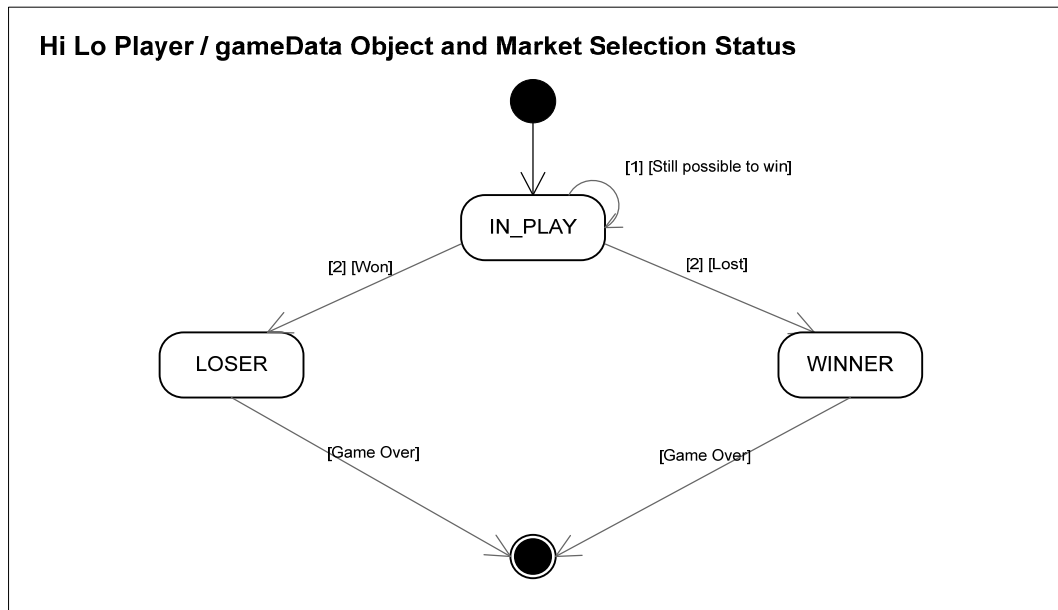 Hi Lo Player / gameData Object and Market Selection Status
[1] [Still possible to win]
IN_PLAY
[2] [Won]
[2] [Lost]
LOSER
WINNER
[Game Over]
[Game Over]